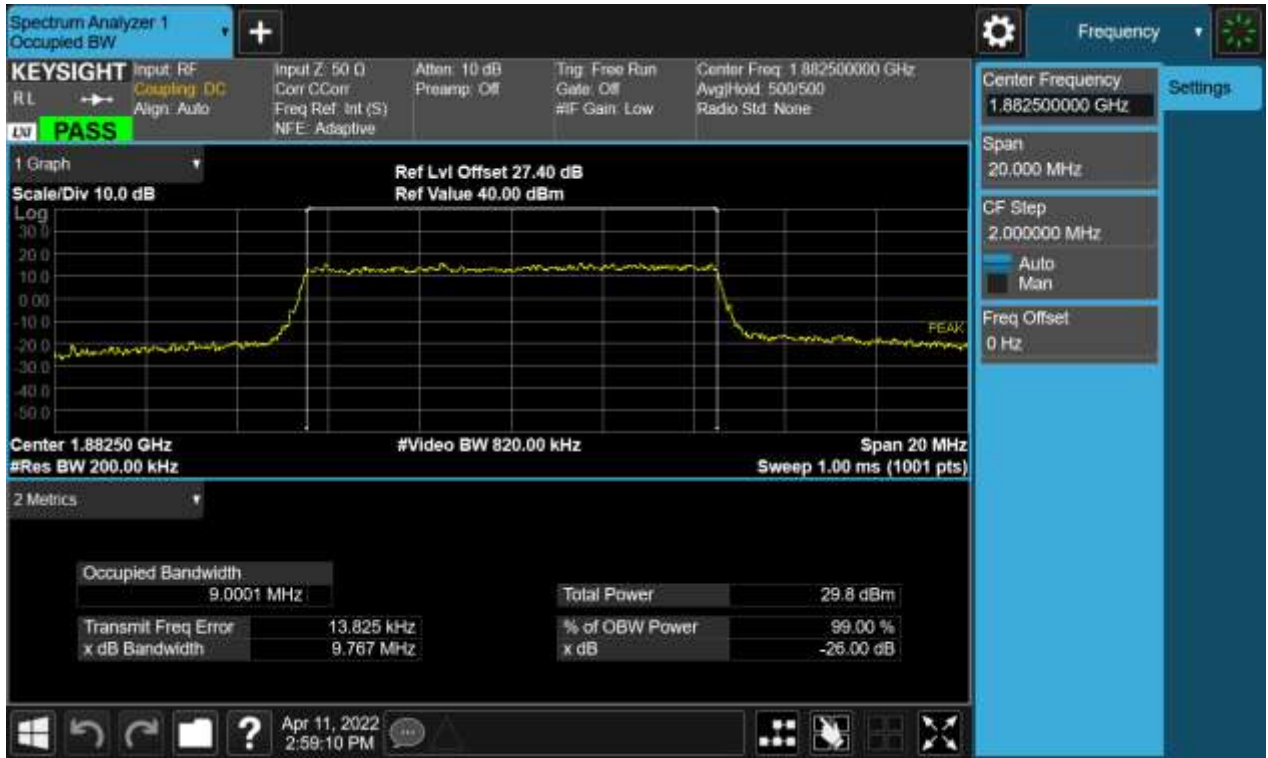 Spectrum Analyzer 1
Occupied BW
+
Frequency
KEYSIGHT
RL
LXI
PASS
Input: RF
Coupling: DC
Align: Auto
Input Z: 50 Ω
Corr CCorr
Freq Ref: Int (S)
NFE: Adaptive
Atten: 10 dB
Preamp: Off
Trig: Free Run
Gate: Off
#IF Gain: Low
Center Freq: 1.882500000 GHz
Avg|Hold: 500/500
Radio Std: None
Center Frequency
1.882500000 GHz
Settings
Span
20.000 MHz
CF Step
2.000000 MHz
Auto
Man
Freq Offset
0 Hz
1 Graph
Scale/Div 10.0 dB
Ref Lvl Offset 27.40 dB
Ref Value 40.00 dBm
Log
30.0
20.0
10.0
0.00
-10.0
-20.0
-30.0
-40.0
-50.0
PEAK
Center 1.88250 GHz
#Video BW 820.00 kHz
Span 20 MHz
#Res BW 200.00 kHz
Sweep 1.00 ms (1001 pts)
2 Metrics
Occupied Bandwidth
9.0001 MHz
Transmit Freq Error 13.825 kHz
x dB Bandwidth 9.767 MHz
Total Power 29.8 dBm
% of OBW Power 99.00 %
x dB -26.00 dB
?
Apr 11, 2022
2:59:10 PM